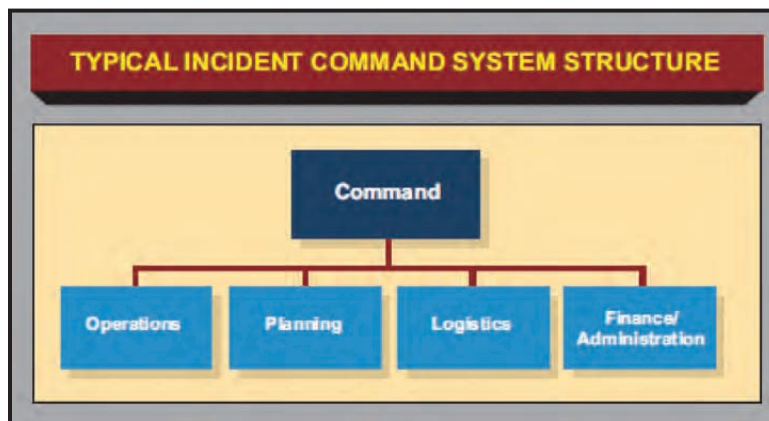 TYPICAL INCIDENT COMMAND SYSTEM STRUCTURE
Command
Operations
Planning
Logistics
Finance/
Administration